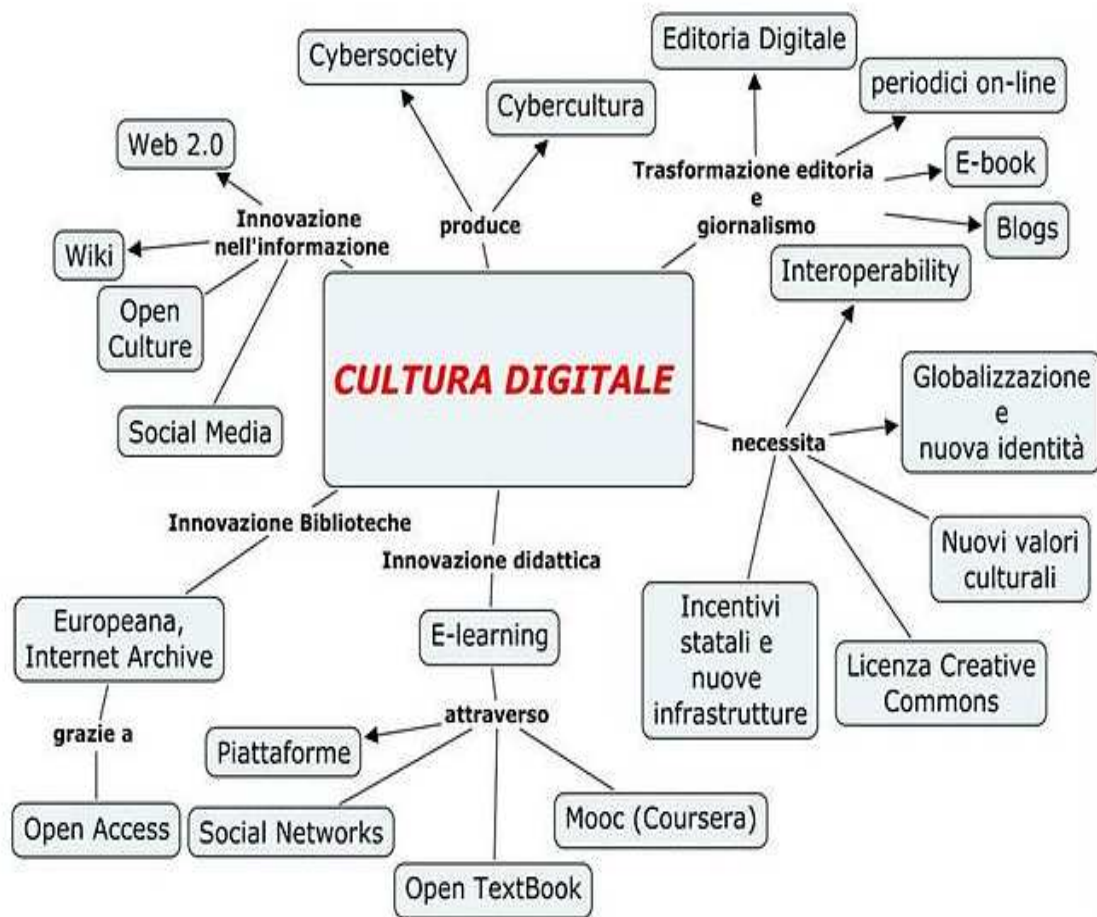 Cybersociety
Editoria Digitale
Cybercultura
periodici on-line
Web 2.0
Trasformazione editoria
e
giornalismo
E-book
Innovazione
nell'informazione
produce
Blogs
Wiki
Interoperability
Open
Culture
CULTURA DIGITALE
Globalizzazione
e
nuova identità
Social Media
necessita
Innovazione Biblioteche
Nuovi valori
culturali
Innovazione didattica
Europeana,
Internet Archive
E-learning
Incentivi
statali e
nuove
infrastrutture
Licenza Creative
Commons
grazie a
attraverso
Piattaforme
Open Access
Social Networks
Mooc (Coursera)
Open TextBook